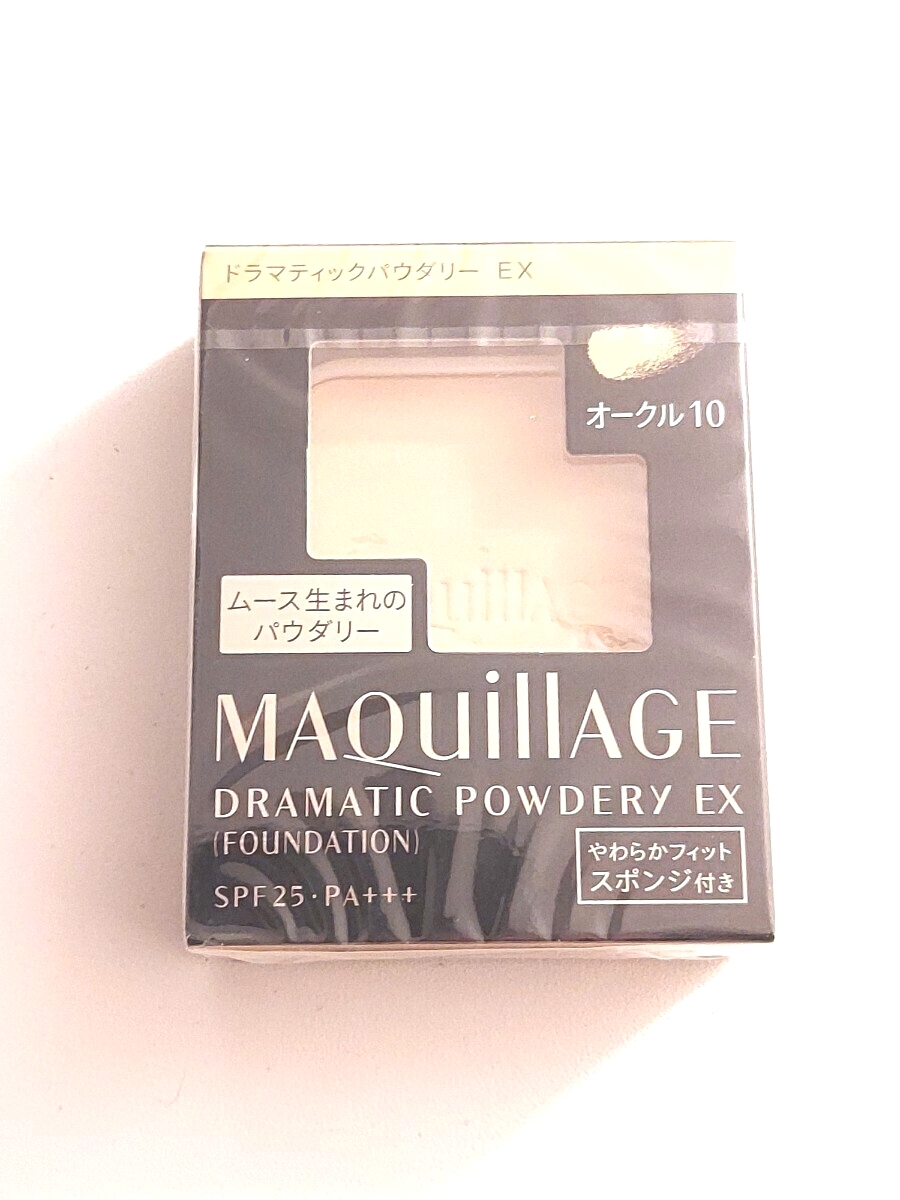 ドラマティックパウダリー EX
オークル10
ムース生まれの
パウダリー
MAQuillAGE
DRAMATIC POWDERY EX
(FOUNDATION)
SPF25・PA+++
やわらかフィット
スポンジ付き